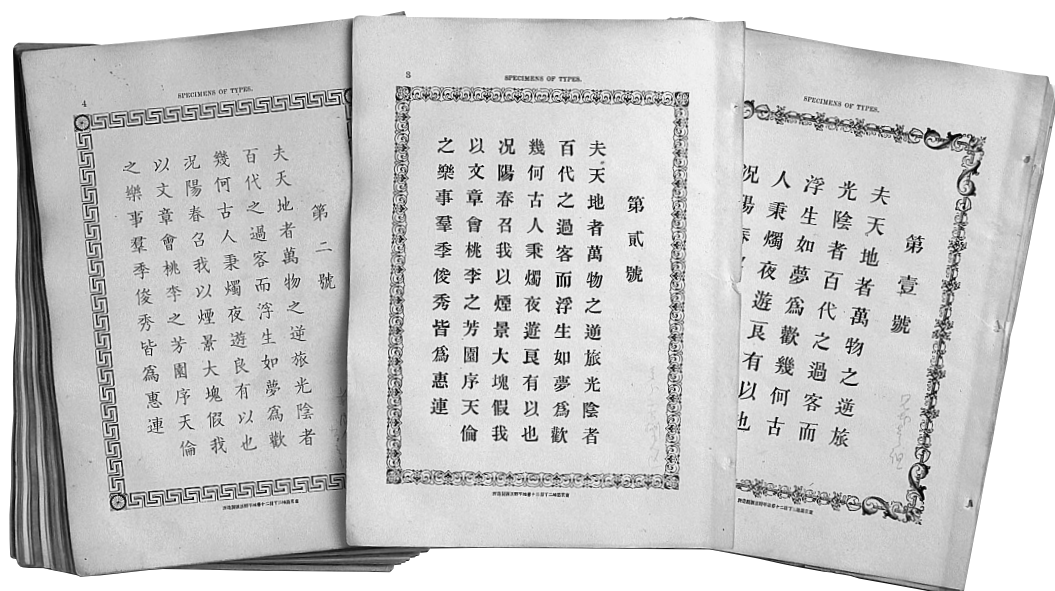 SPECIMENS OF TYPES.
第壹號
夫天地者萬物之逆旅
光陰者百代之過客而
浮生如夢爲歡幾何古
人秉燭夜遊良有以也
況陽春
3
SPECIMENS OF TYPES.
第貳號
夫天地者萬物之逆旅光陰者
百代之過客而浮生如夢爲歡
幾何古人秉燭夜遊良有以也
况陽春召我以煙景大塊假我
以文章會桃李之芳園序天倫
之樂事羣季俊秀皆爲惠連
4
SPECIMENS OF TYPES.
第二號
夫天地者萬物之逆旅光陰者
百代之過客而浮生如夢爲歡
幾何古人秉燭夜遊良有以也
况陽春召我以煙景大塊假我
以文章會桃李之芳園序天倫
之樂事羣季俊秀皆爲惠連